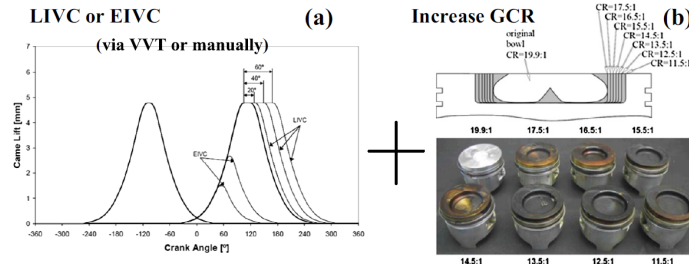 LIVC or EIVC
(a)
(via VVT or manually)
Came Lift [mm]
7
6
5
4
3
2
1
0
60°
40°
20°
LIVC
EIVC
-360 -300 -240 -180 -120 -60 0 60 120 180 240 300 360
Crank Angle [º]
Increase GCR
(b)
CR=17.5:1
CR=16.5:1
CR=15.5:1
CR=14.5:1
CR=13.5:1
CR=12.5:1
CR=11.5:1
original
bowl
CR=19.9:1
19.9:1 17.5:1 16.5:1 15.5:1
14.5:1 13.5:1 12.5:1 11.5:1